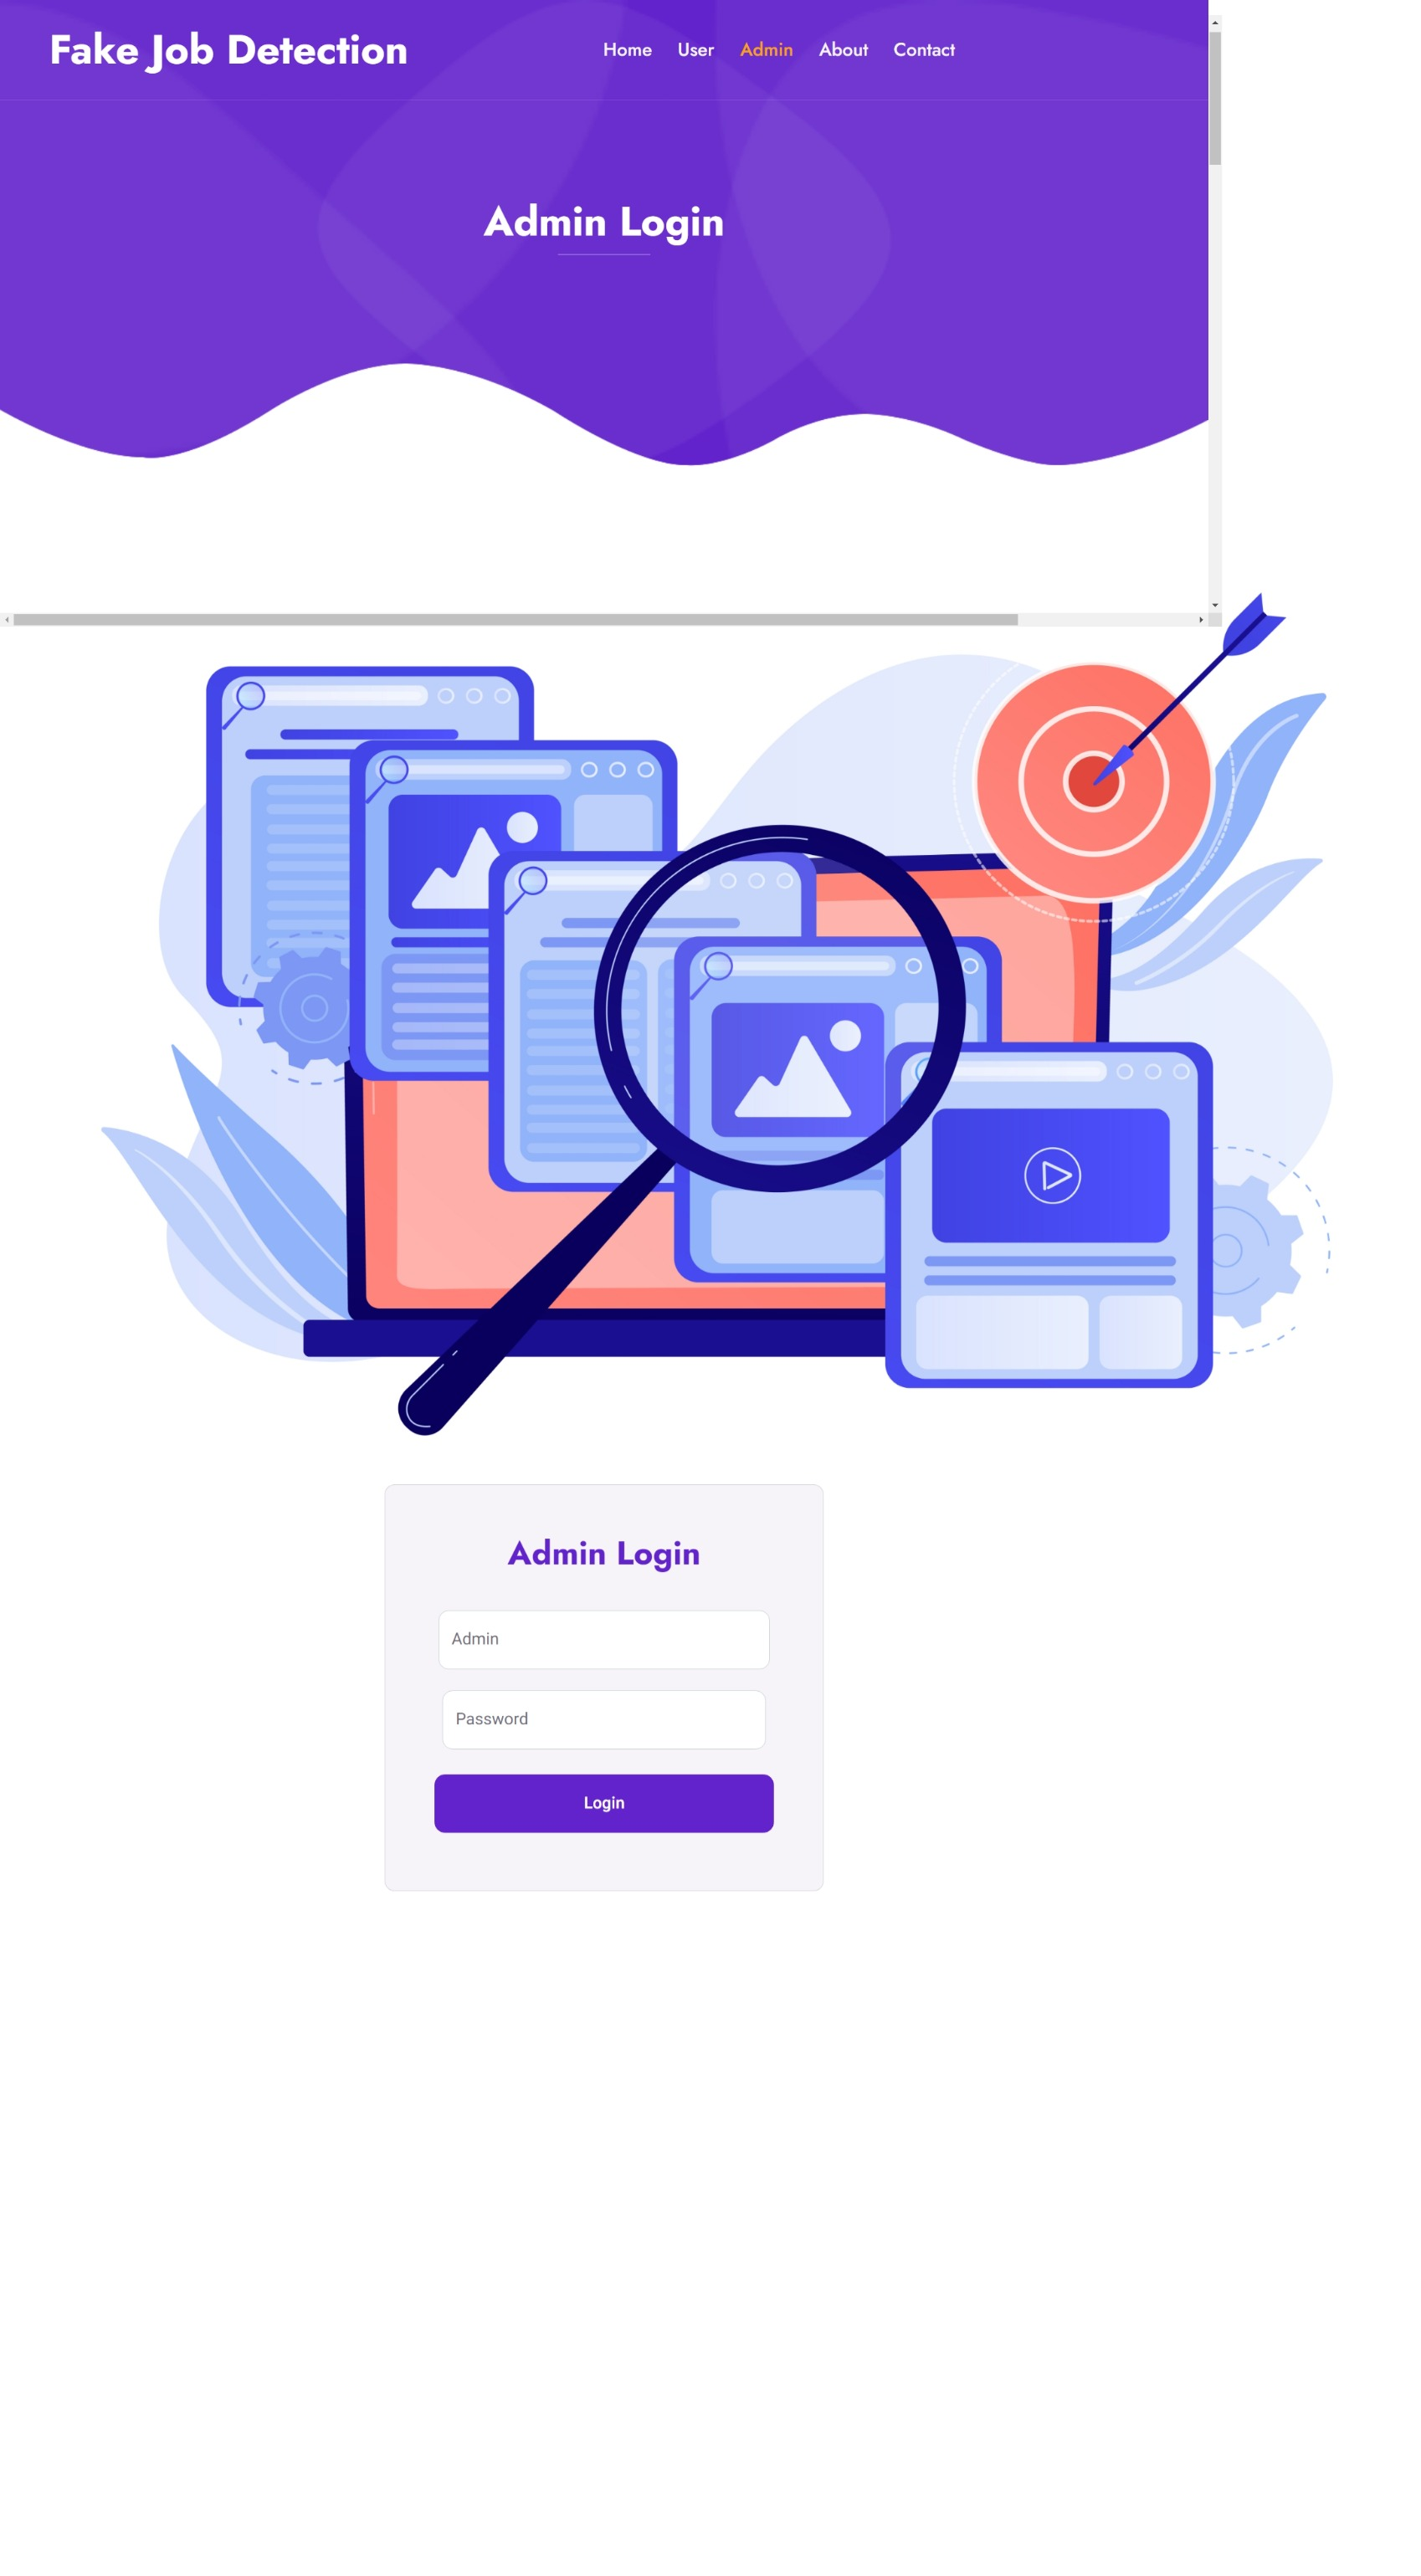 Fake Job Detection
Home User Admin About Contact
Admin Login
Admin Login
Admin
Password
Login